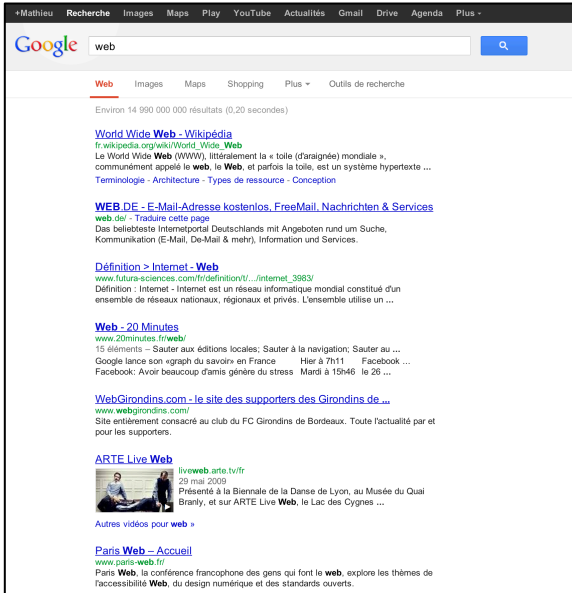 +Mathieu Recherche Images Maps Play YouTube Actualités Gmail Drive Agenda Plus
Google web
Web Images Maps Shopping Plus Outils de recherche
Environ 14 990 000 000 résultats (0,20 secondes)
World Wide Web - Wikipédia
fr.wikipedia.org/wiki/World_Wide_Web
Le World Wide Web (WWW), littéralement la « toile (d'araignée) mondiale »,
communément appelé le web, le Web, et parfois la toile, est un système hypertexte ...
Terminologie - Architecture - Types de ressource - Conception
WEB.DE - E-Mail-Adresse kostenlos, FreeMail, Nachrichten & Services
web.de/ - Traduire cette page
Das beliebteste Internetportal Deutschlands mit Angeboten rund um Suche,
Kommunikation (E-Mail, De-Mail & mehr), Information und Services.
Définition > Internet - Web
www.futura-sciences.com/fr/definition/t/.../internet_3983/
Définition : Internet - Internet est un réseau informatique mondial constitué d'un
ensemble de réseaux nationaux, régionaux et privés. L'ensemble utilise un ...
Web - 20 Minutes
www.20minutes.fr/web/
15 éléments – Sauter aux éditions locales; Sauter à la navigation; Sauter au ...
Google lance son «graph du savoir» en France Hier à 7h11 Facebook ...
Facebook: Avoir beaucoup d'amis génère du stress Mardi à 15h46 le 26 ...
WebGirondins.com - le site des supporters des Girondins de ...
www.webgirondins.com/
Site entièrement consacré au club du FC Girondins de Bordeaux. Toute l'actualité par et
pour les supporters.
ARTE Live Web
liveweb.arte.tv/fr
29 mai 2009
Présenté à la Biennale de la Danse de Lyon, au Musée du Quai
Branly, et sur ARTE Live Web, le Lac des Cygnes ...
Autres vidéos pour web »
Paris Web – Accueil
www.paris-web.fr/
Paris Web, la conférence francophone des gens qui font le web, explore les thèmes de
l'accessibilité Web, du design numérique et des standards ouverts.